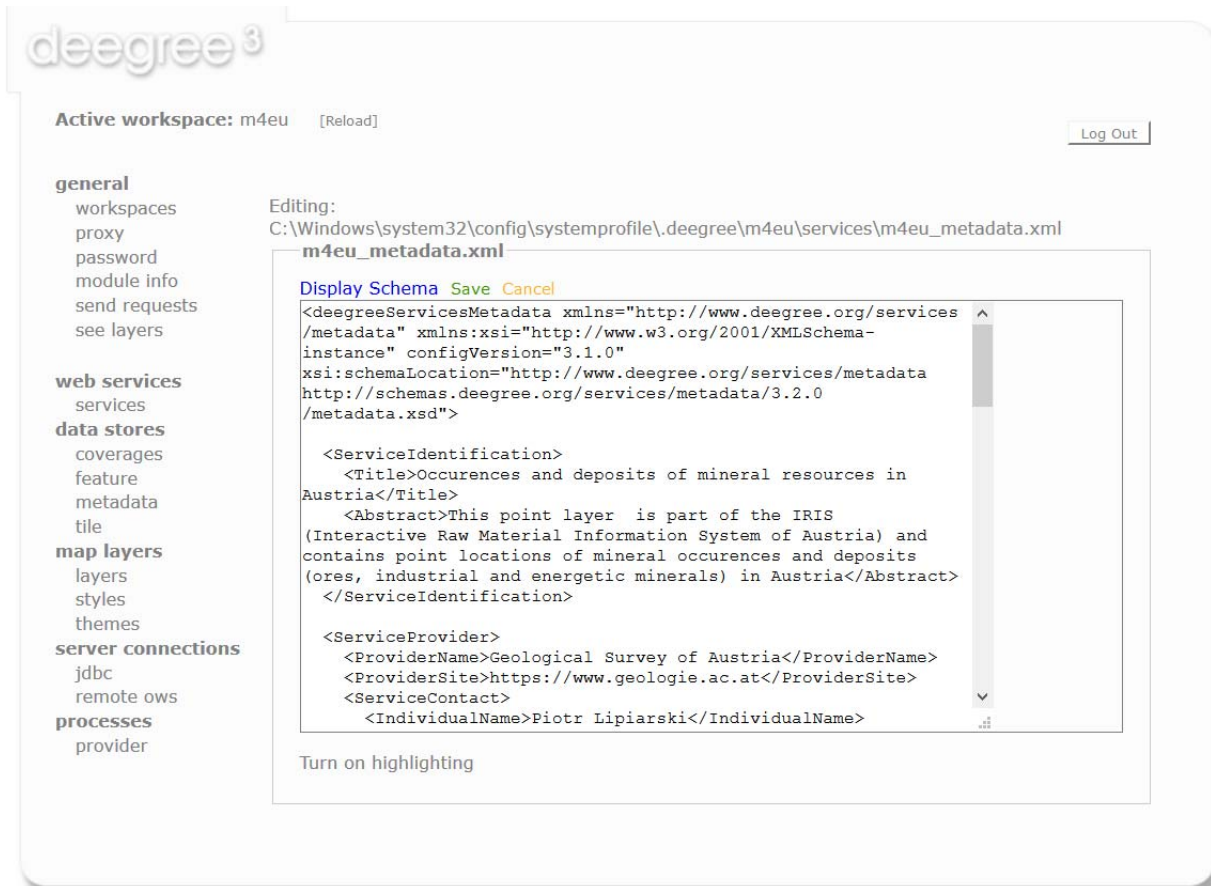 deegree 3
Active workspace: m4eu [Reload]
Log Out
general
workspaces
proxy
password
module info
send requests
see layers
web services
services
data stores
coverages
feature
metadata
tile
map layers
layers
styles
themes
server connections
jdbc
remote ows
processes
provider
Editing:
C:\Windows\system32\config\systemprofile\.deegree\m4eu\services\m4eu_metadata.xml
m4eu_metadata.xml
Display Schema Save Cancel
<deegreeServicesMetadata xmlns="http://www.deegree.org/services
/metadata" xmlns:xsi="http://www.w3.org/2001/XMLSchema-
instance" configVersion="3.1.0"
xsi:schemaLocation="http://www.deegree.org/services/metadata
http://schemas.deegree.org/services/metadata/3.2.0
/metadata.xsd">
<ServiceIdentification>
<Title>Occurences and deposits of mineral resources in
Austria</Title>
<Abstract>This point layer  is part of the IRIS
(Interactive Raw Material Information System of Austria) and
contains point locations of mineral occurences and deposits
(ores, industrial and energetic minerals) in Austria</Abstract>
</ServiceIdentification>
<ServiceProvider>
<ProviderName>Geological Survey of Austria</ProviderName>
<ProviderSite>https://www.geologie.ac.at</ProviderSite>
<ServiceContact>
<IndividualName>Piotr Lipiarski</IndividualName>
Turn on highlighting